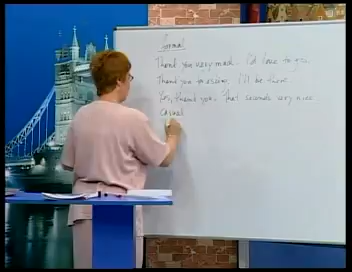 formal
Thank you very much. I'd love to go.
Thank you for asking. I'll be there.
Yes, thank you. That sounds very nice
casual